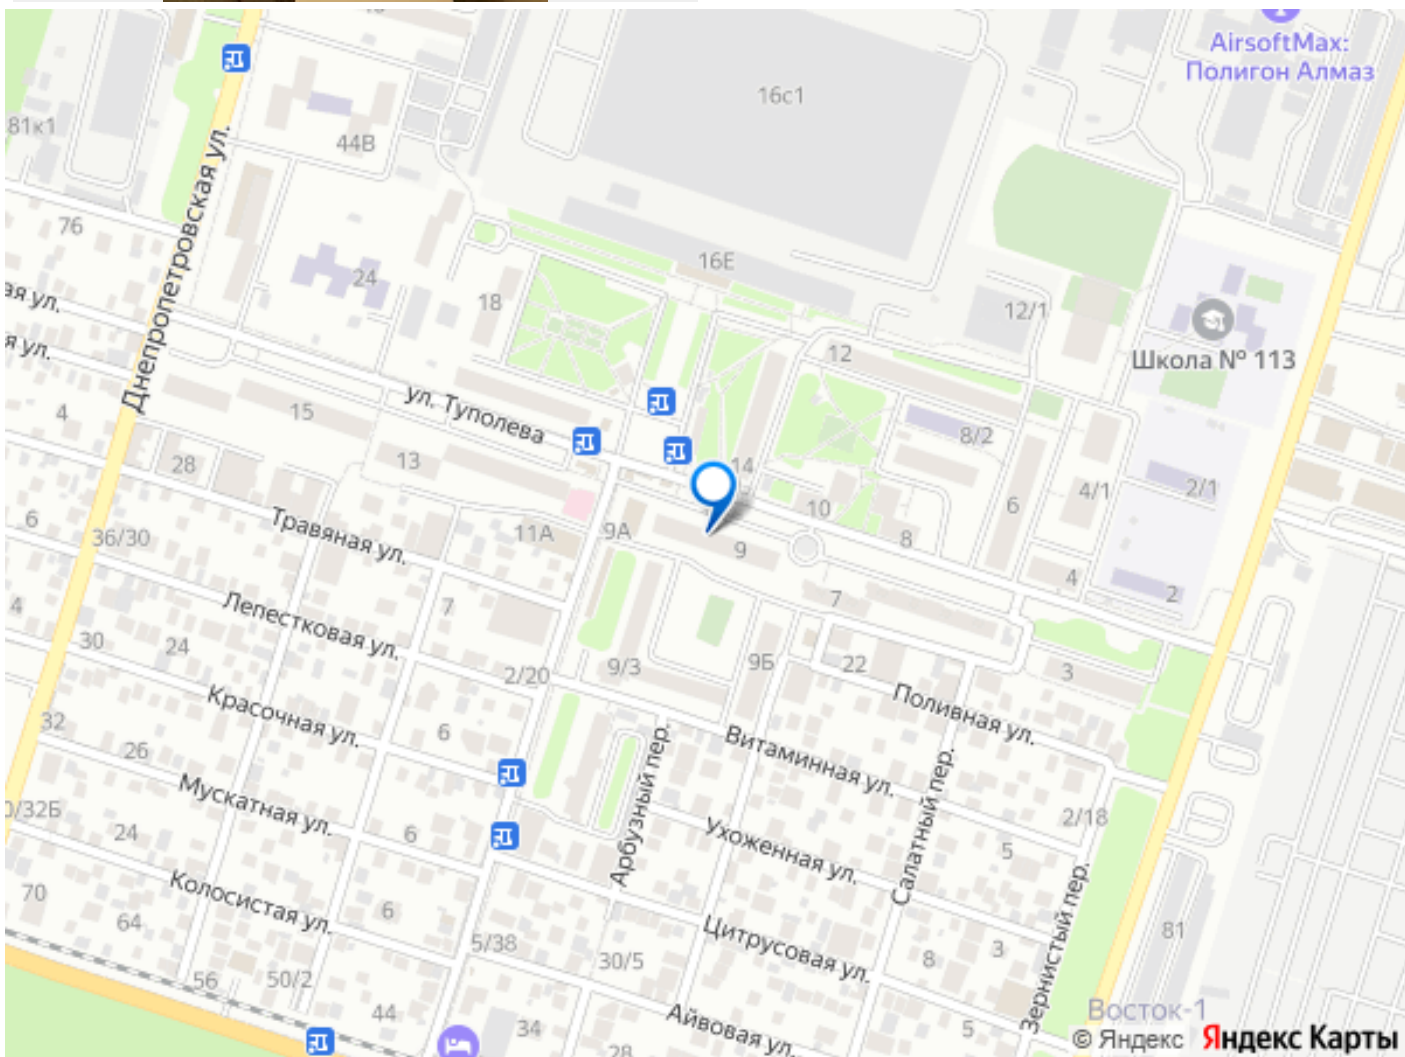 AirsoftMax:
Полигон Алмаз
16с1
81к1
44В
Днепропетровская ул.
76
16Е
24
18
12/1
ая ул.
Школа № 113
12
я ул.
ул. Туполева
4
15
8/2
13
14
28
4/1
2/1
6
10
6
Травяная ул.
36/30
11А
9А
9
8
4
2
7
7
4
Лепестковая ул.
30
24
9/3
9Б
22
3
2/20
Поливная ул.
Красочная ул.
32
6
26
Витаминная ул.
Арбузный пер.
Салатный пер.
Мускатная ул.
0/32Б
24
6
2/18
Ухоженная ул.
5
Колосистая ул.
70
64
6
Цитрусовая ул.
Зернистый пер.
81
5/38
30/5
8
3
56
50/2
44
34
28
Айвовая ул.
5
Восток-1
© Яндекс Яндекс Карты